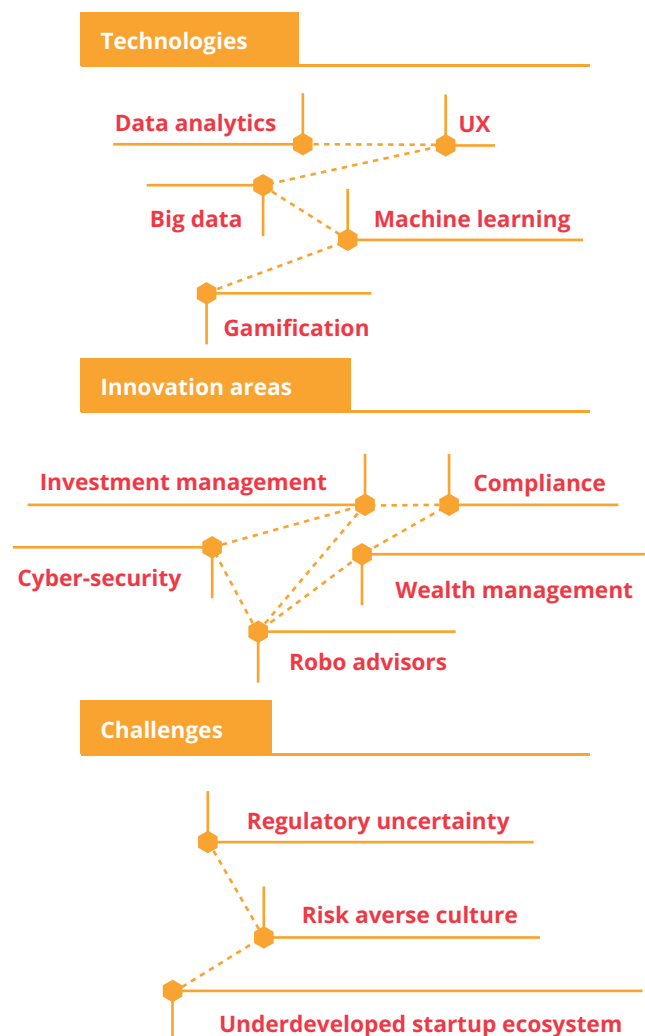 Technologies
Data analytics
UX
Big data
Machine learning
Gamification
Innovation areas
Investment management
Compliance
Cyber-security
Wealth management
Robo advisors
Challenges
Regulatory uncertainty
Risk averse culture
Underdeveloped startup ecosystem